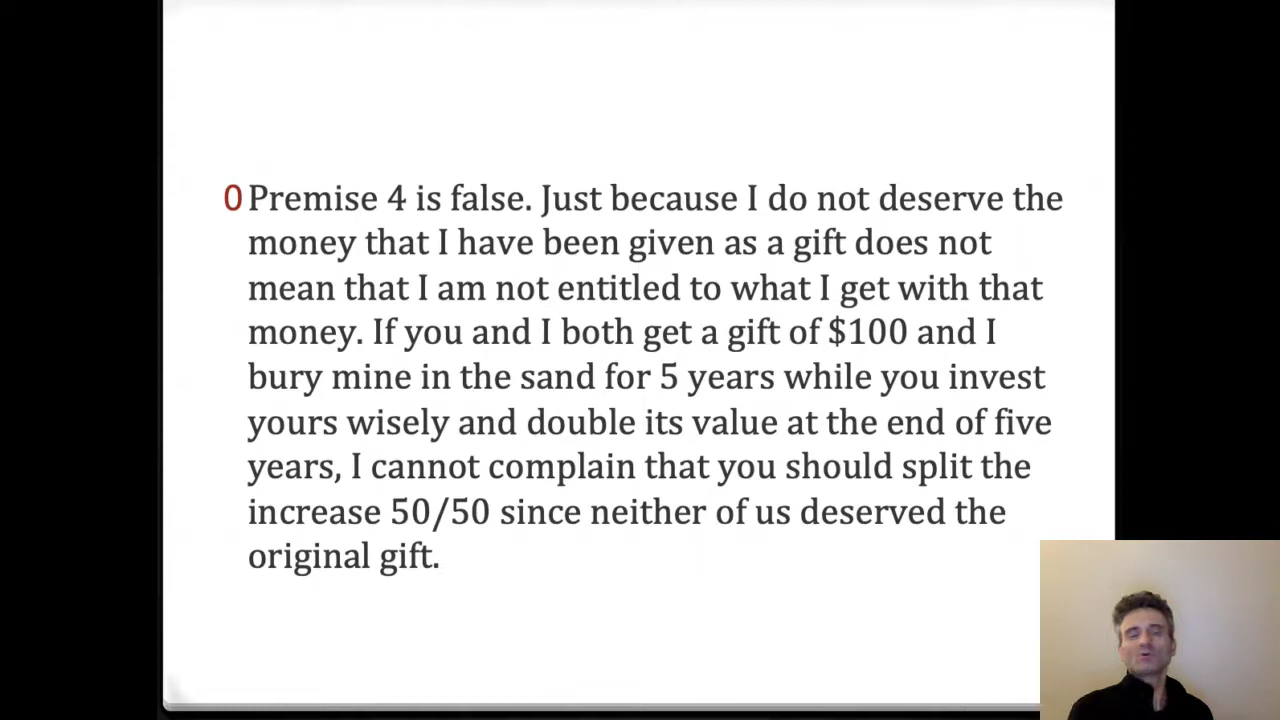 0 Premise 4 is false. Just because I do not deserve the
money that I have been given as a gift does not
mean that I am not entitled to what I get with that
money. If you and I both get a gift of $100 and I
bury mine in the sand for 5 years while you invest
yours wisely and double its value at the end of five
years, I cannot complain that you should split the
increase 50/50 since neither of us deserved the
original gift.